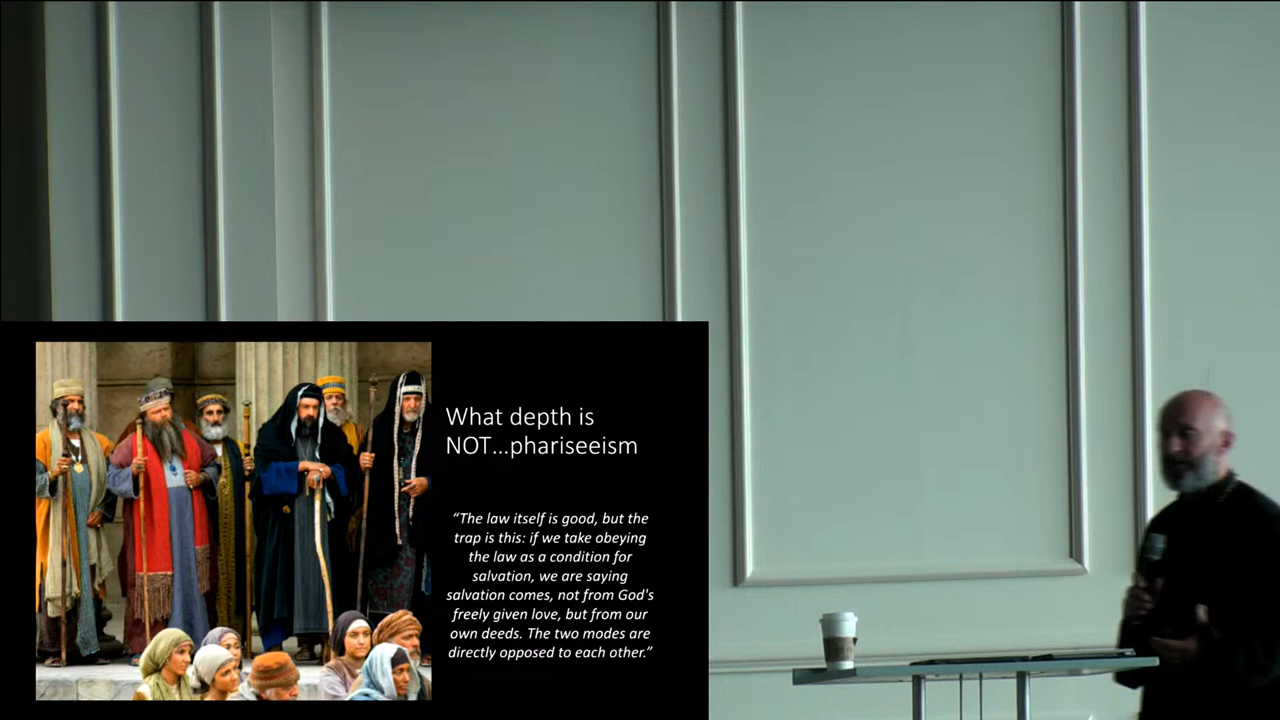 What depth is
NOT...phariseeism
“The law itself is good, but the
trap is this: if we take obeying
the law as a condition for
salvation, we are saying
salvation comes, not from God's
freely given love, but from our
own deeds. The two modes are
directly opposed to each other.”